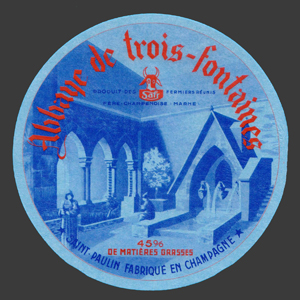 Abbaye de trois-fontaines
Safr
PRODUIT DES FERMIERS RÉUNIS
FÈRE-CHAMPENOISE - MARNE
45%
DE MATIÈRES GRASSES
★ SAINT PAULIN FABRIQUÉ EN CHAMPAGNE ★